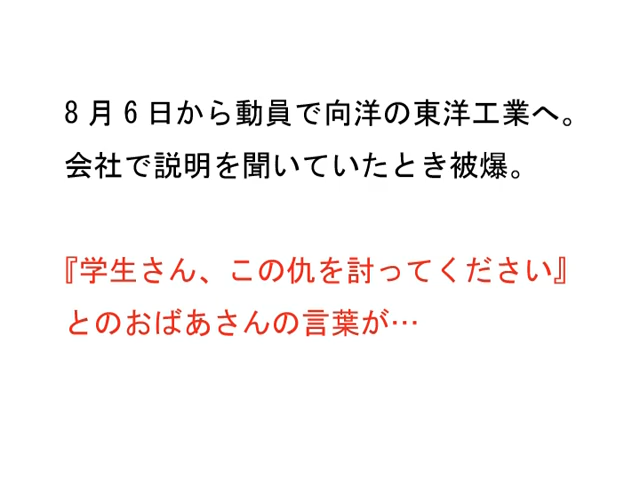 8月6日から動員で向洋の東洋工業へ。
会社で説明を聞いていたとき被爆。
『学生さん、この仇を討ってください』
とのおばあさんの言葉が…